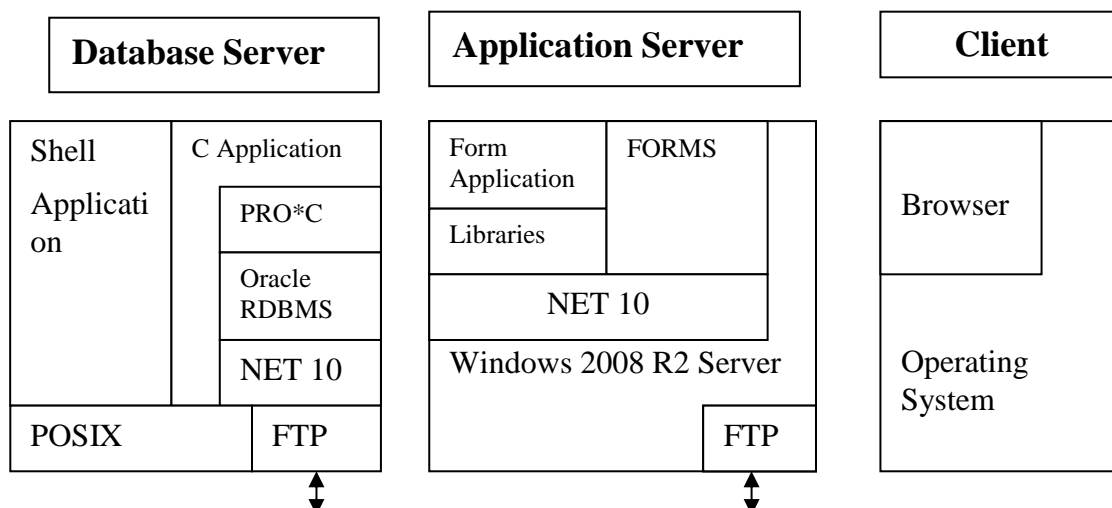 Database Server
Application Server
Client
Shell
Applicati
on
C Application
PRO*C
Oracle
RDBMS
NET 10
POSIX
FTP
Form
Application
FORMS
Libraries
NET 10
Windows 2008 R2 Server
FTP
Browser
Operating
System